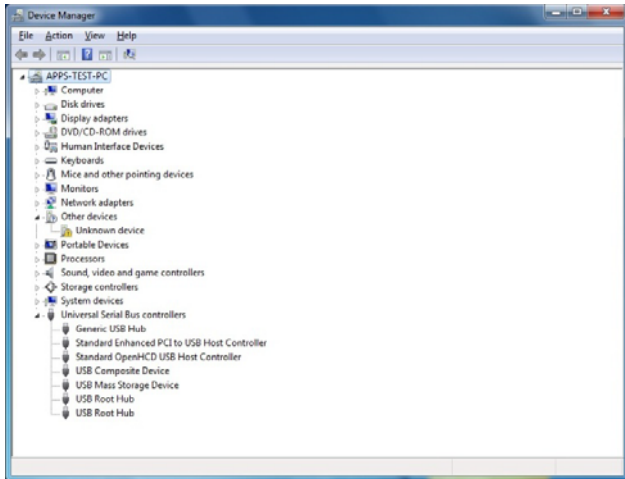 Device Manager
File Action View Help
APPS-TEST-PC
Computer
Disk drives
Display adapters
DVD/CD-ROM drives
Human Interface Devices
Keyboards
Mice and other pointing devices
Monitors
Network adapters
Other devices
Unknown device
Portable Devices
Processors
Sound, video and game controllers
Storage controllers
System devices
Universal Serial Bus controllers
Generic USB Hub
Standard Enhanced PCI to USB Host Controller
Standard OpenHCD USB Host Controller
USB Composite Device
USB Mass Storage Device
USB Root Hub
USB Root Hub